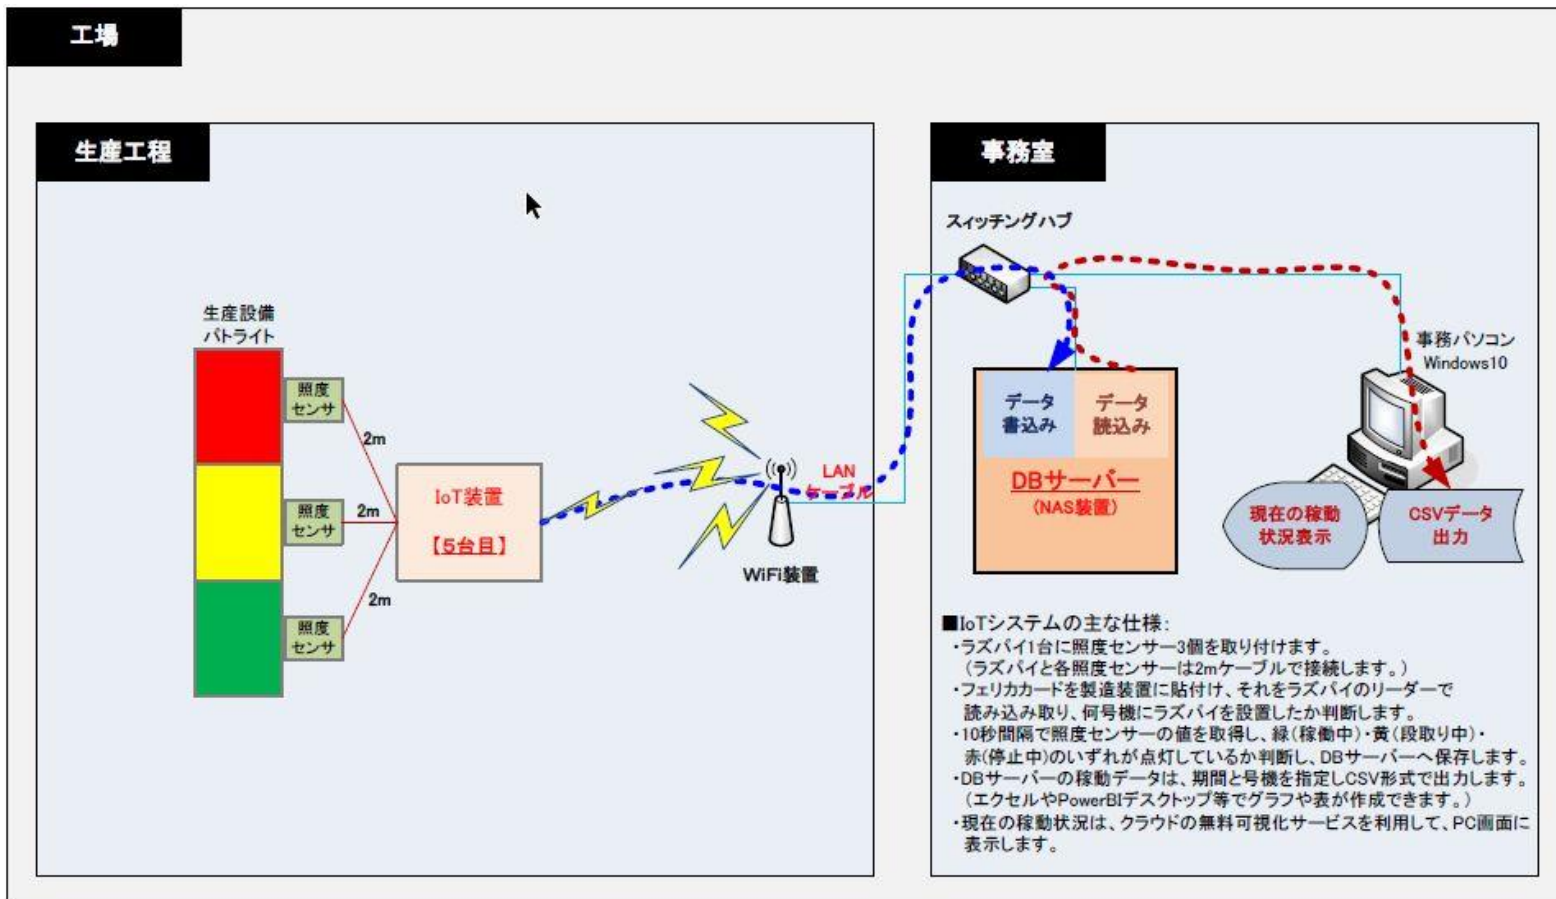 工場
生産工程
生産設備
パトライト
照度
センサ
2m
照度
センサ
2m
照度
センサ
2m
IoT装置
【5台目】
WiFi装置
LAN
ケーブル
事務室
スイッチングハブ
データ
書込み
データ
読込み
DBサーバー
(NAS装置)
事務パソコン
Windows10
現在の稼動
状況表示
CSVデータ
出力
■IoTシステムの主な仕様:
・ラズパイ1台に照度センサー3個を取り付けます。
(ラズパイと各照度センサーは2mケーブルで接続します。)
・フェリカカードを製造装置に貼付け、それをラズパイのリーダーで
読み込み取り、何号機にラズパイを設置したか判断します。
・10秒間隔で照度センサーの値を取得し、緑(稼働中)・黄(段取り中)・
赤(停止中)のいずれが点灯しているか判断し、DBサーバーへ保存します。
・DBサーバーの稼動データは、期間と号機を指定しCSV形式で出力します。
(エクセルやPowerBIデスクトップ等でグラフや表が作成できます。)
・現在の稼動状況は、クラウドの無料可視化サービスを利用して、PC画面に
表示します。